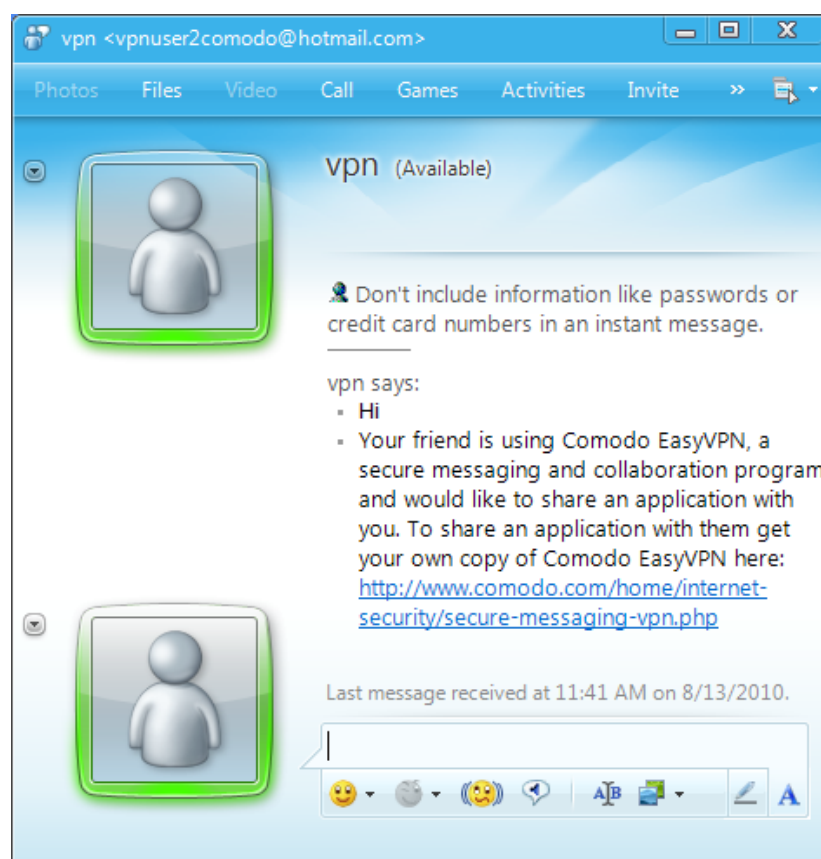 vpn <vpnuser2comodo@hotmail.com>
Photos Files Video Call Games Activities Invite »
vpn (Available)
Don't include information like passwords or
credit card numbers in an instant message.
vpn says:
Hi
Your friend is using Comodo EasyVPN, a
secure messaging and collaboration program
and would like to share an application with
you. To share an application with them get
your own copy of Comodo EasyVPN here:
http://www.comodo.com/home/internet-
security/secure-messaging-vpn.php
Last message received at 11:41 AM on 8/13/2010.
A B A